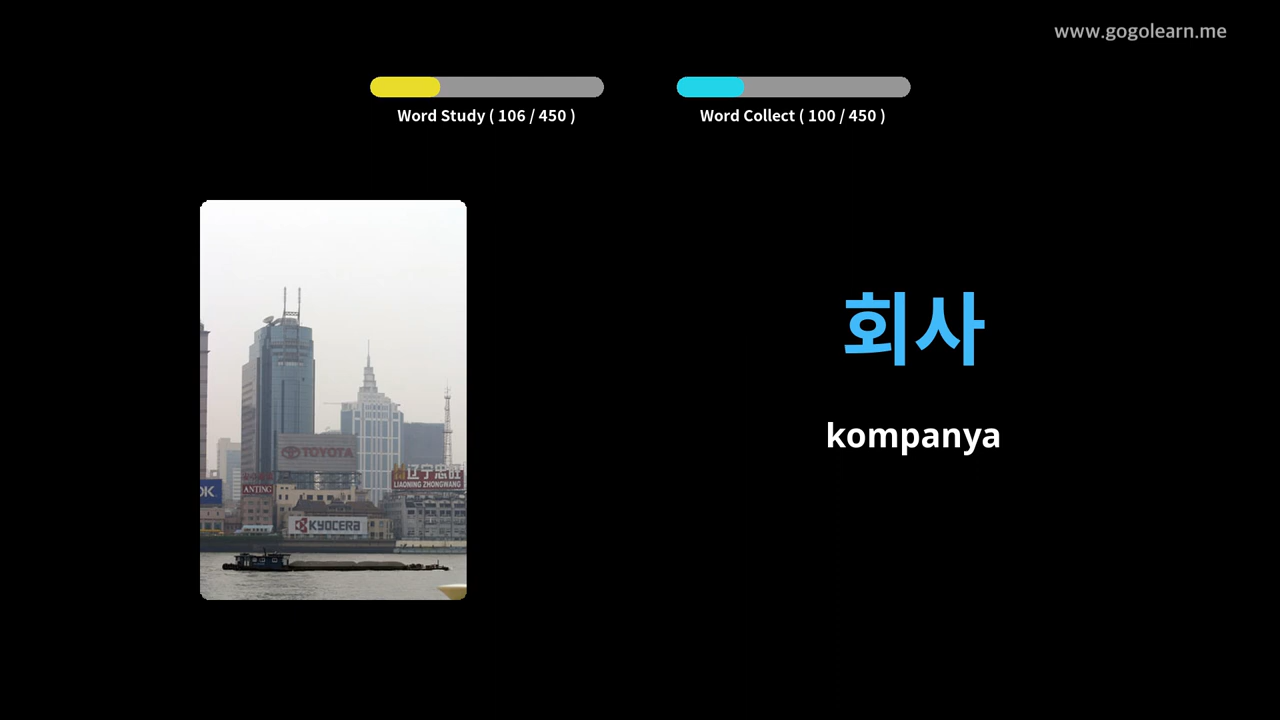 www.gogolearn.me
Word Study ( 106 / 450 )
Word Collect ( 100 / 450 )
회사
kompanya
TOYOTA
OK
ANTING
辽宁忠旺
LIAONING ZHONGWANG
KYOCERA